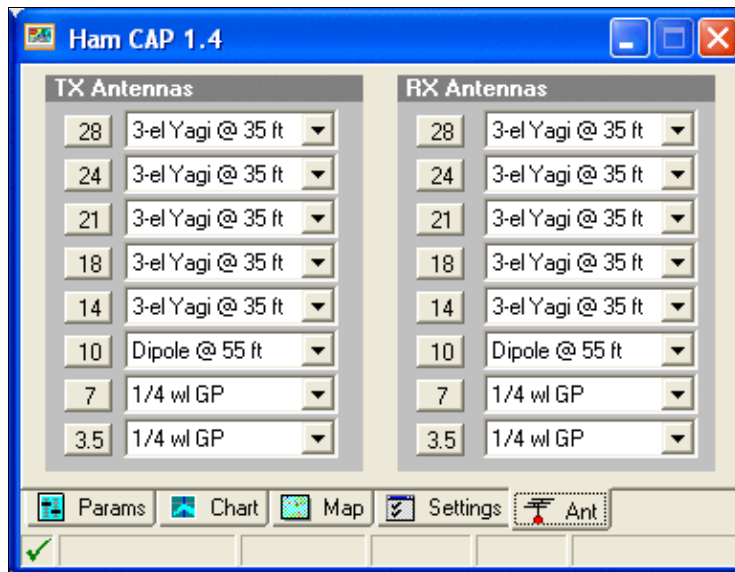 Ham CAP 1.4
TX Antennas
28 3-el Yagi @ 35 ft
24 3-el Yagi @ 35 ft
21 3-el Yagi @ 35 ft
18 3-el Yagi @ 35 ft
14 3-el Yagi @ 35 ft
10 Dipole @ 55 ft
7 1/4 wl GP
3.5 1/4 wl GP
RX Antennas
28 3-el Yagi @ 35 ft
24 3-el Yagi @ 35 ft
21 3-el Yagi @ 35 ft
18 3-el Yagi @ 35 ft
14 3-el Yagi @ 35 ft
10 Dipole @ 55 ft
7 1/4 wl GP
3.5 1/4 wl GP
Params Chart Map Settings Ant